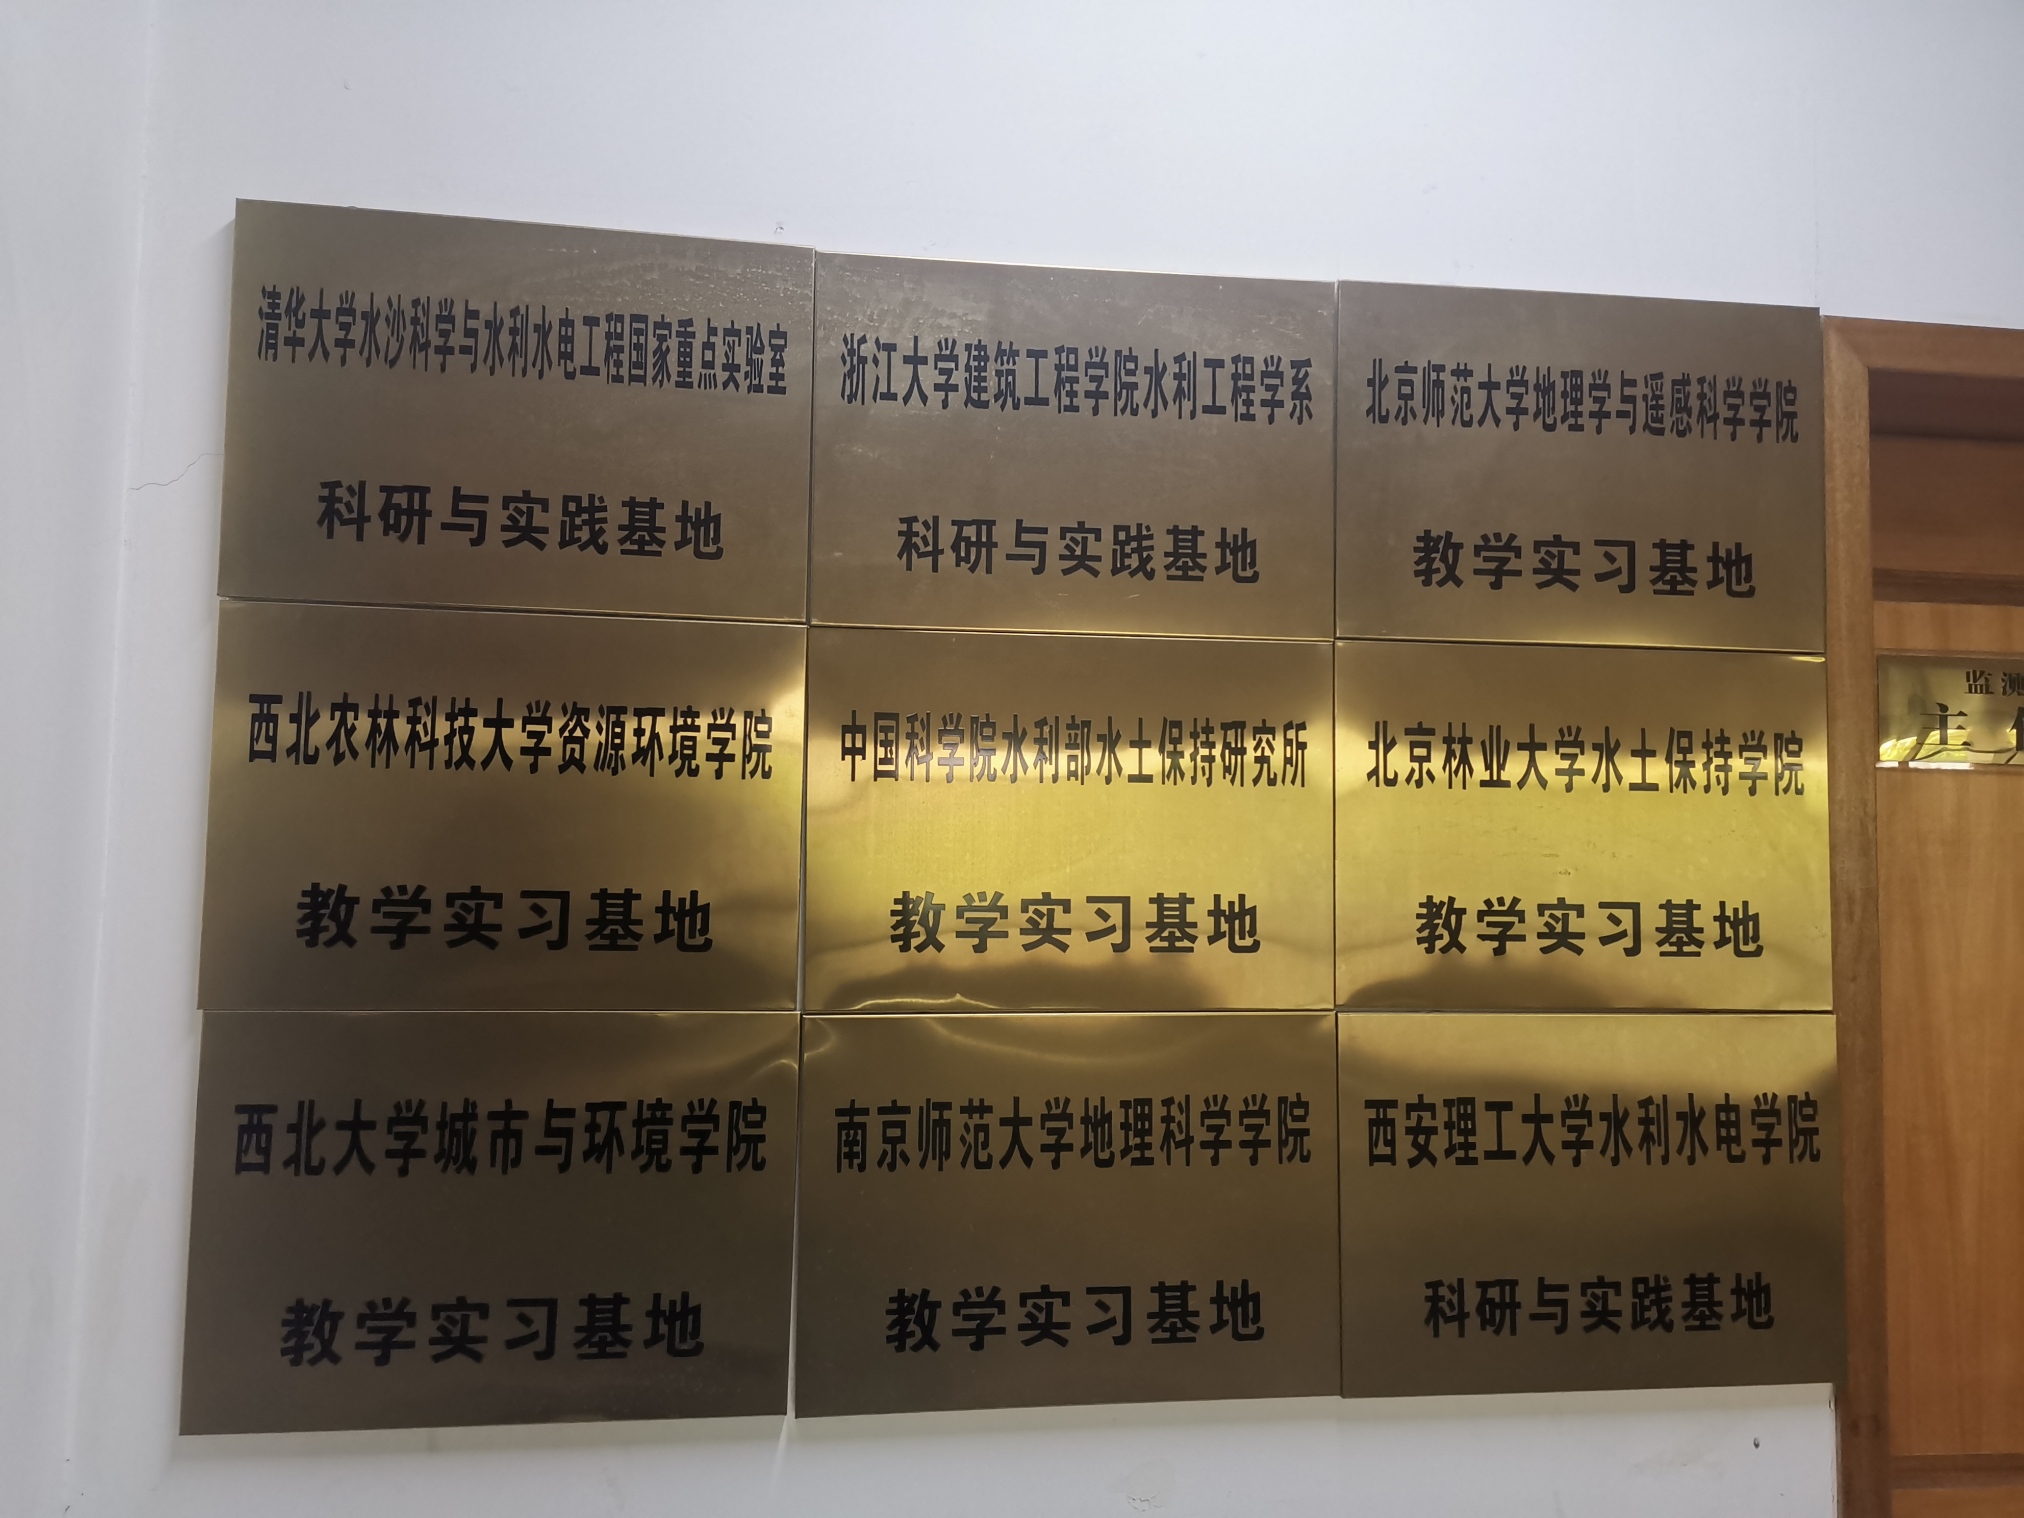 清华大学水沙科学与水利水电工程国家重点实验室
科研与实践基地
浙江大学建筑工程学院水利工程学系
科研与实践基地
北京师范大学地理学与遥感科学学院
教学实习基地
西北农林科技大学资源环境学院
教学实习基地
中国科学院水利部水土保持研究所
教学实习基地
北京林业大学水土保持学院
教学实习基地
西北大学城市与环境学院
教学实习基地
南京师范大学地理科学学院
教学实习基地
西安理工大学水利水电学院
科研与实践基地
监测
主